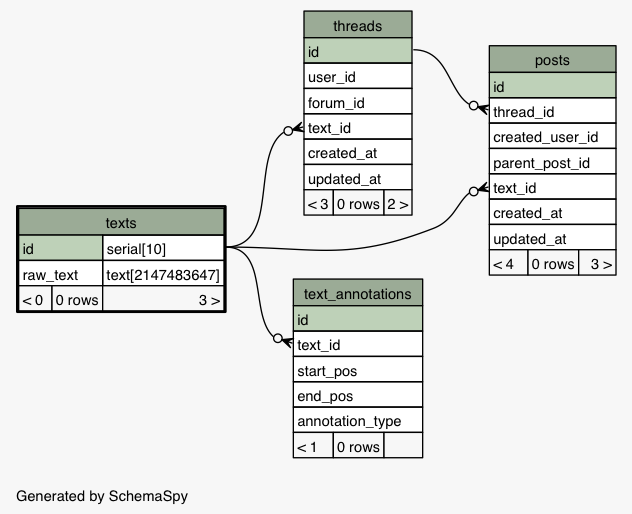 threads
id
user_id
forum_id
text_id
created_at
updated_at
< 3 0 rows 2 >
posts
id
thread_id
created_user_id
parent_post_id
text_id
created_at
updated_at
< 4 0 rows 3 >
texts
id serial[10]
raw_text text[2147483647]
< 0 0 rows 3 >
text_annotations
id
text_id
start_pos
end_pos
annotation_type
< 1 0 rows
Generated by SchemaSpy